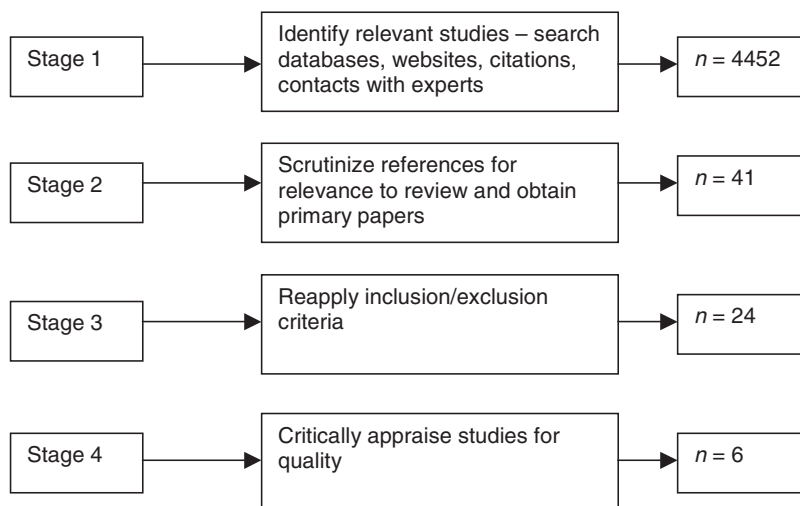 Stage 1
Identify relevant studies – search
databases, websites, citations,
contacts with experts
n = 4452
Stage 2
Scrutinize references for
relevance to review and obtain
primary papers
n = 41
Stage 3
Reapply inclusion/exclusion
criteria
n = 24
Stage 4
Critically appraise studies for
quality
n = 6